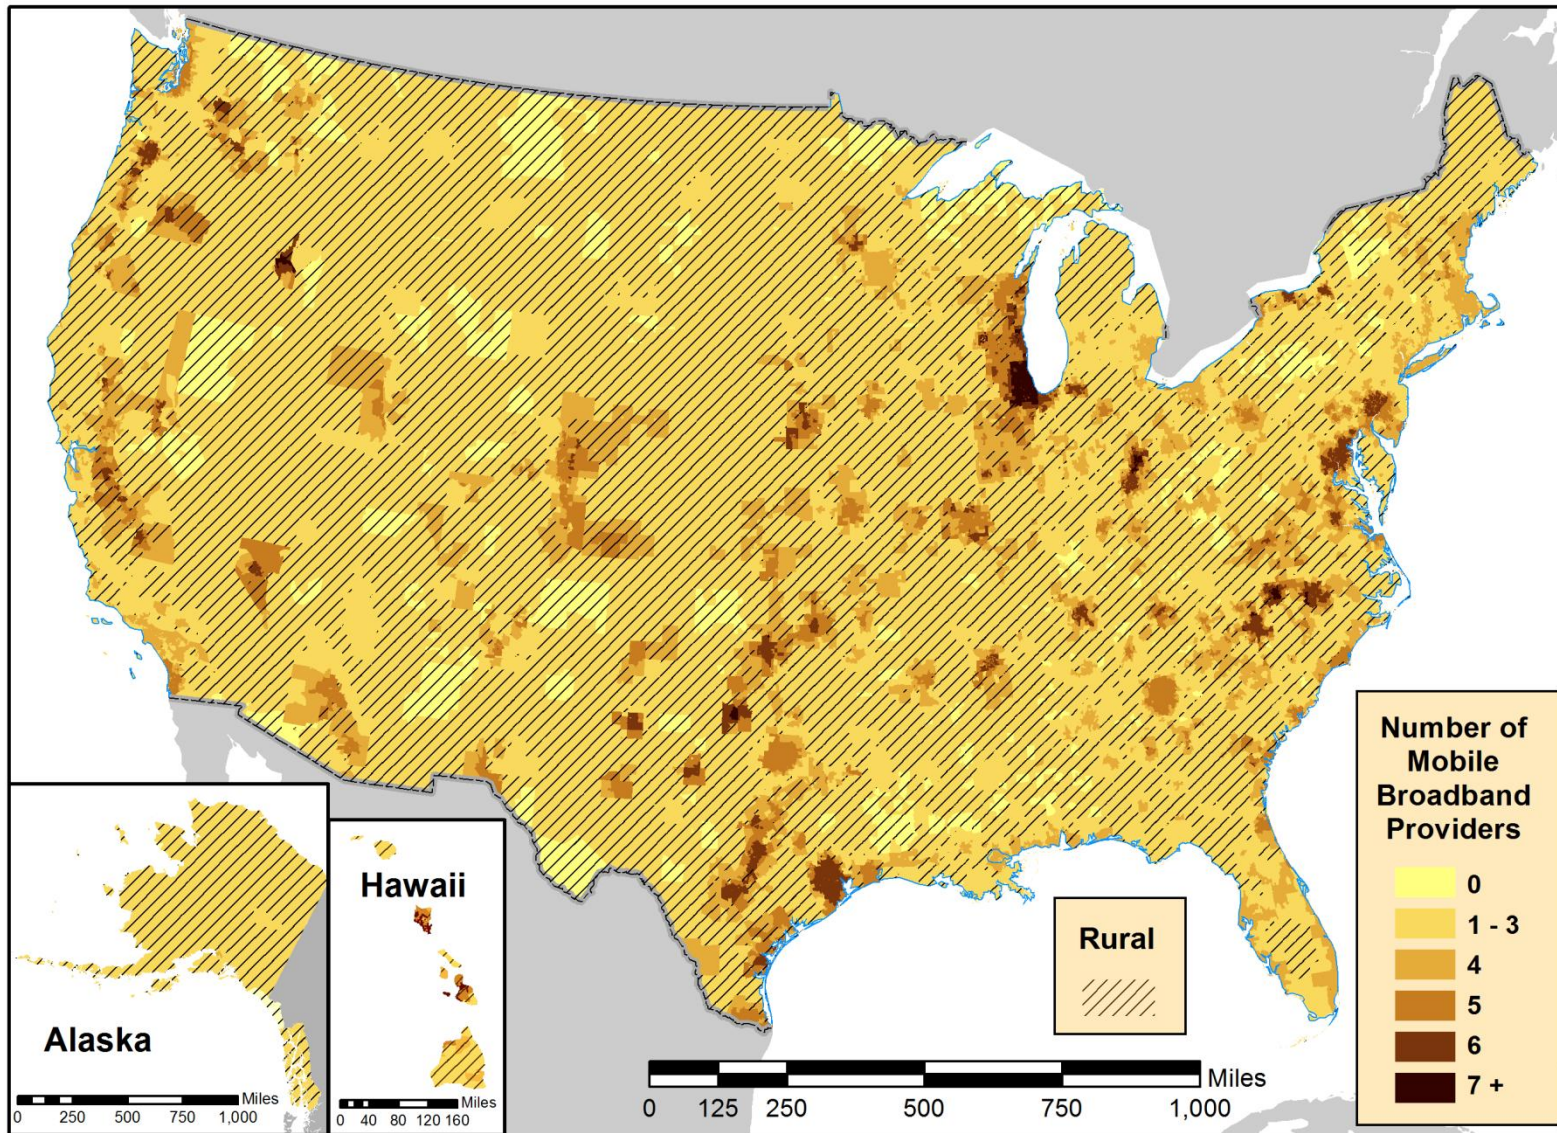 Number of
Mobile
Broadband
Providers
0
1 - 3
4
5
6
7 +
Rural
Hawaii
Alaska
Miles
0 250 500 750 1,000
Miles
0 40 80 120 160
Miles
0 125 250 500 750 1,000